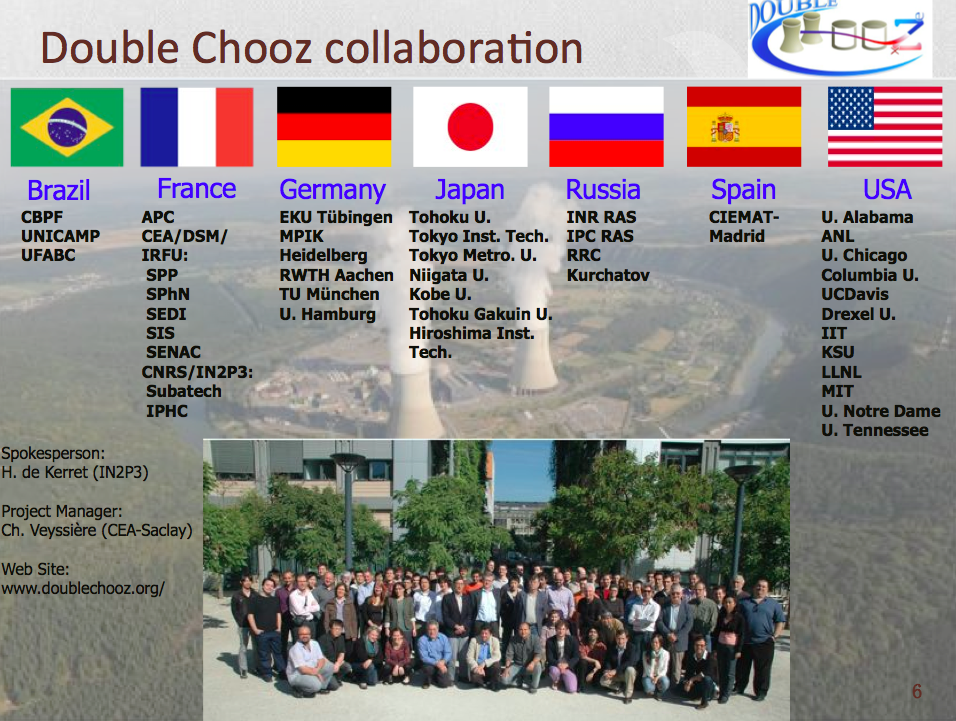 Double Chooz collaboration
DOUBLE
Chooz
Brazil
CBPF
UNICAMP
UFABC
France
APC
CEA/DSM/
IRFU:
SPP
SPhN
SEDI
SIS
SENAC
CNRS/IN2P3:
Subatech
IPHC
Germany
EKU Tübingen
MPIK
Heidelberg
RWTH Aachen
TU München
U. Hamburg
Japan
Tohoku U.
Tokyo Inst. Tech.
Tokyo Metro. U.
Niigata U.
Kobe U.
Tohoku Gakuin U.
Hiroshima Inst.
Tech.
Russia
INR RAS
IPC RAS
RRC
Kurchatov
Spain
CIEMAT-
Madrid
USA
U. Alabama
ANL
U. Chicago
Columbia U.
UCDavis
Drexel U.
IIT
KSU
LLNL
MIT
U. Notre Dame
U. Tennessee
Spokesperson:
H. de Kerret (IN2P3)
Project Manager:
Ch. Veyssière (CEA-Saclay)
Web Site:
www.doublechooz.org/
6